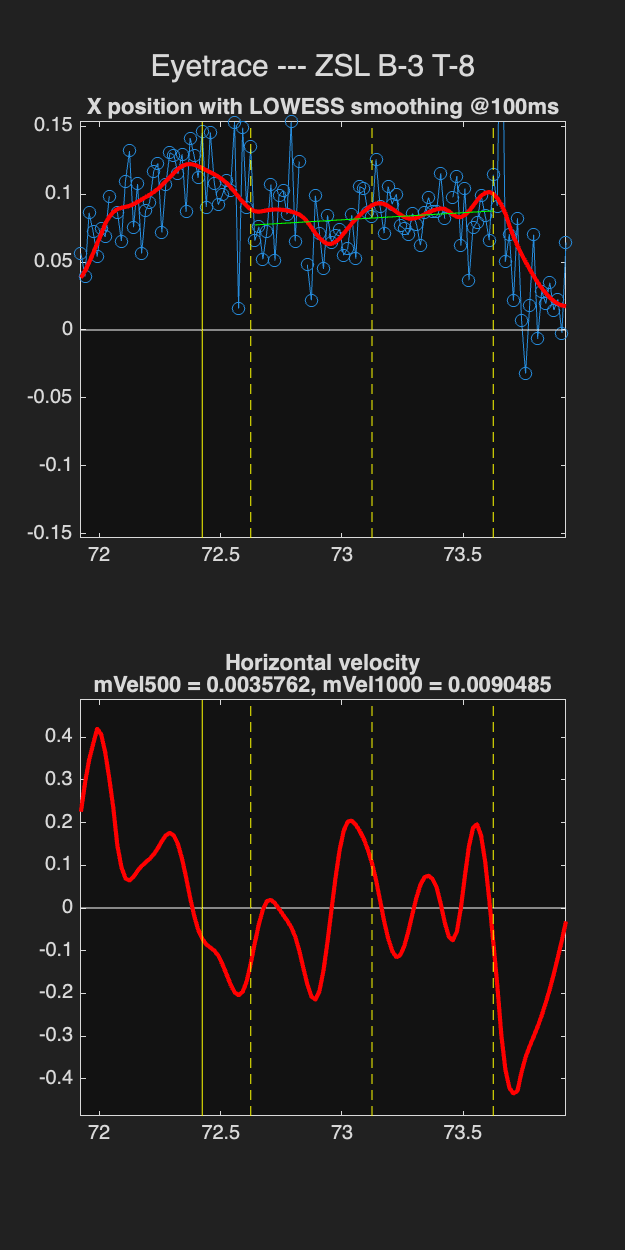 Eyetrace --- ZSL B-3 T-8
X position with LOWESS smoothing @100ms
0.15
0.1
0.05
0
-0.05
-0.1
-0.15
72 72.5 73 73.5
Horizontal velocity
mVel500 = 0.0035762, mVel1000 = 0.0090485
0.4
0.3
0.2
0.1
0
-0.1
-0.2
-0.3
-0.4
72 72.5 73 73.5